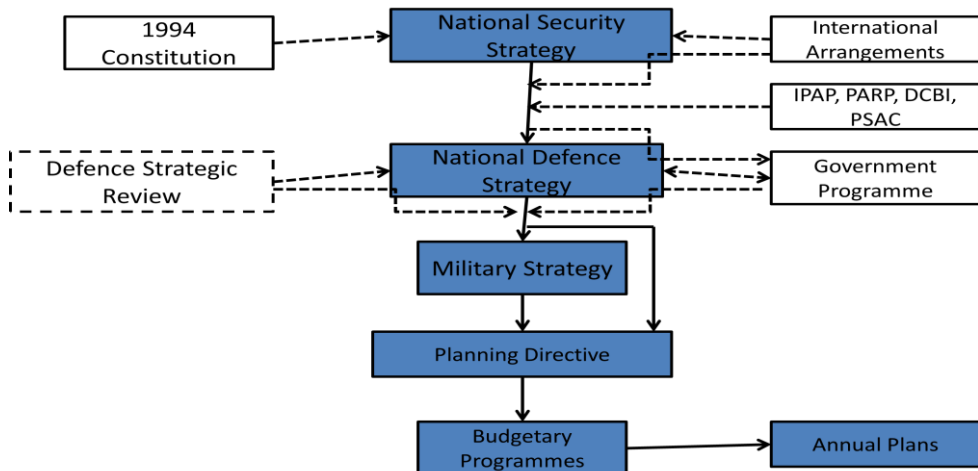 1994
Constitution
National Security
Strategy
International
Arrangements
IPAP, PARP, DCBI,
PSAC
Defence Strategic
Review
National Defence
Strategy
Government
Programme
Military Strategy
Planning Directive
Budgetary
Programmes
Annual Plans